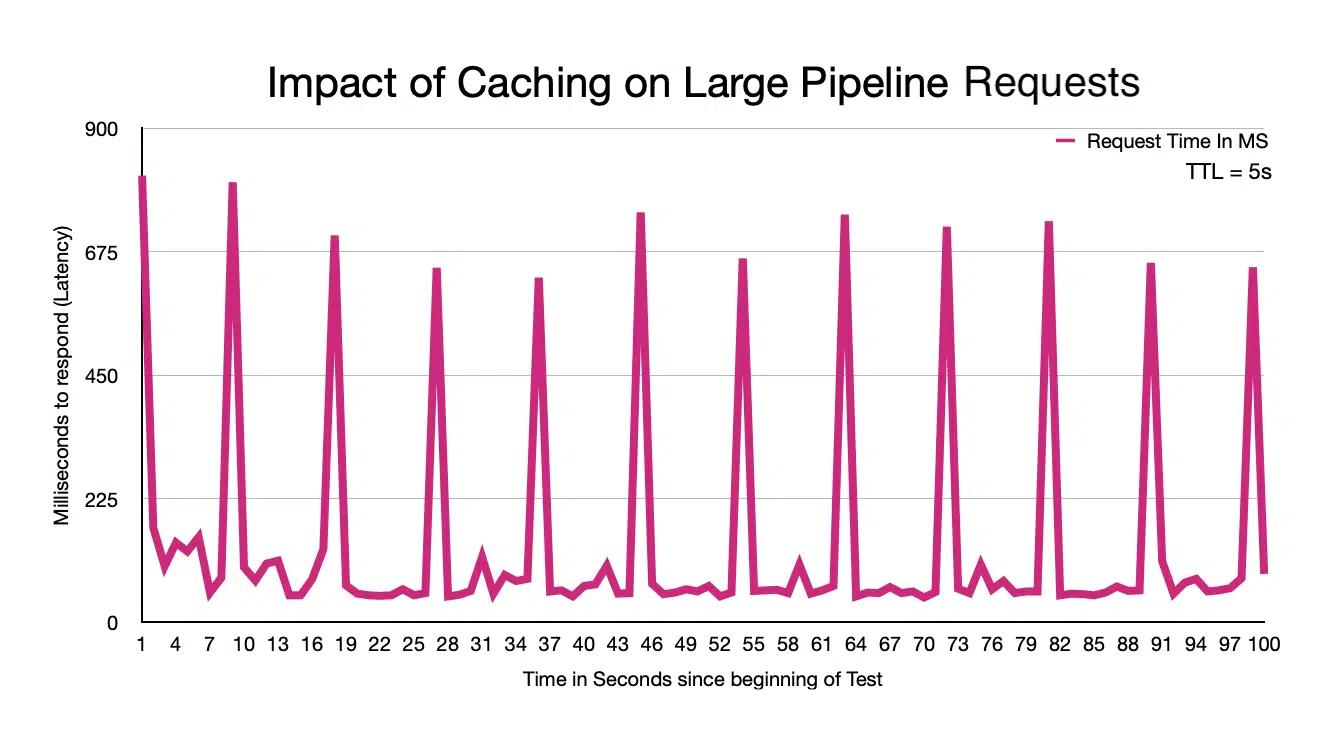 Impact of Caching on Large Pipeline Requests
Request Time In MS
TTL = 5s
Milliseconds to respond (Latency)
900
675
450
225
0
1 4 7 10 13 16 19 22 25 28 31 34 37 40 43 46 49 52 55 58 61 64 67 70 73 76 79 82 85 88 91 94 97 100
Time in Seconds since beginning of Test